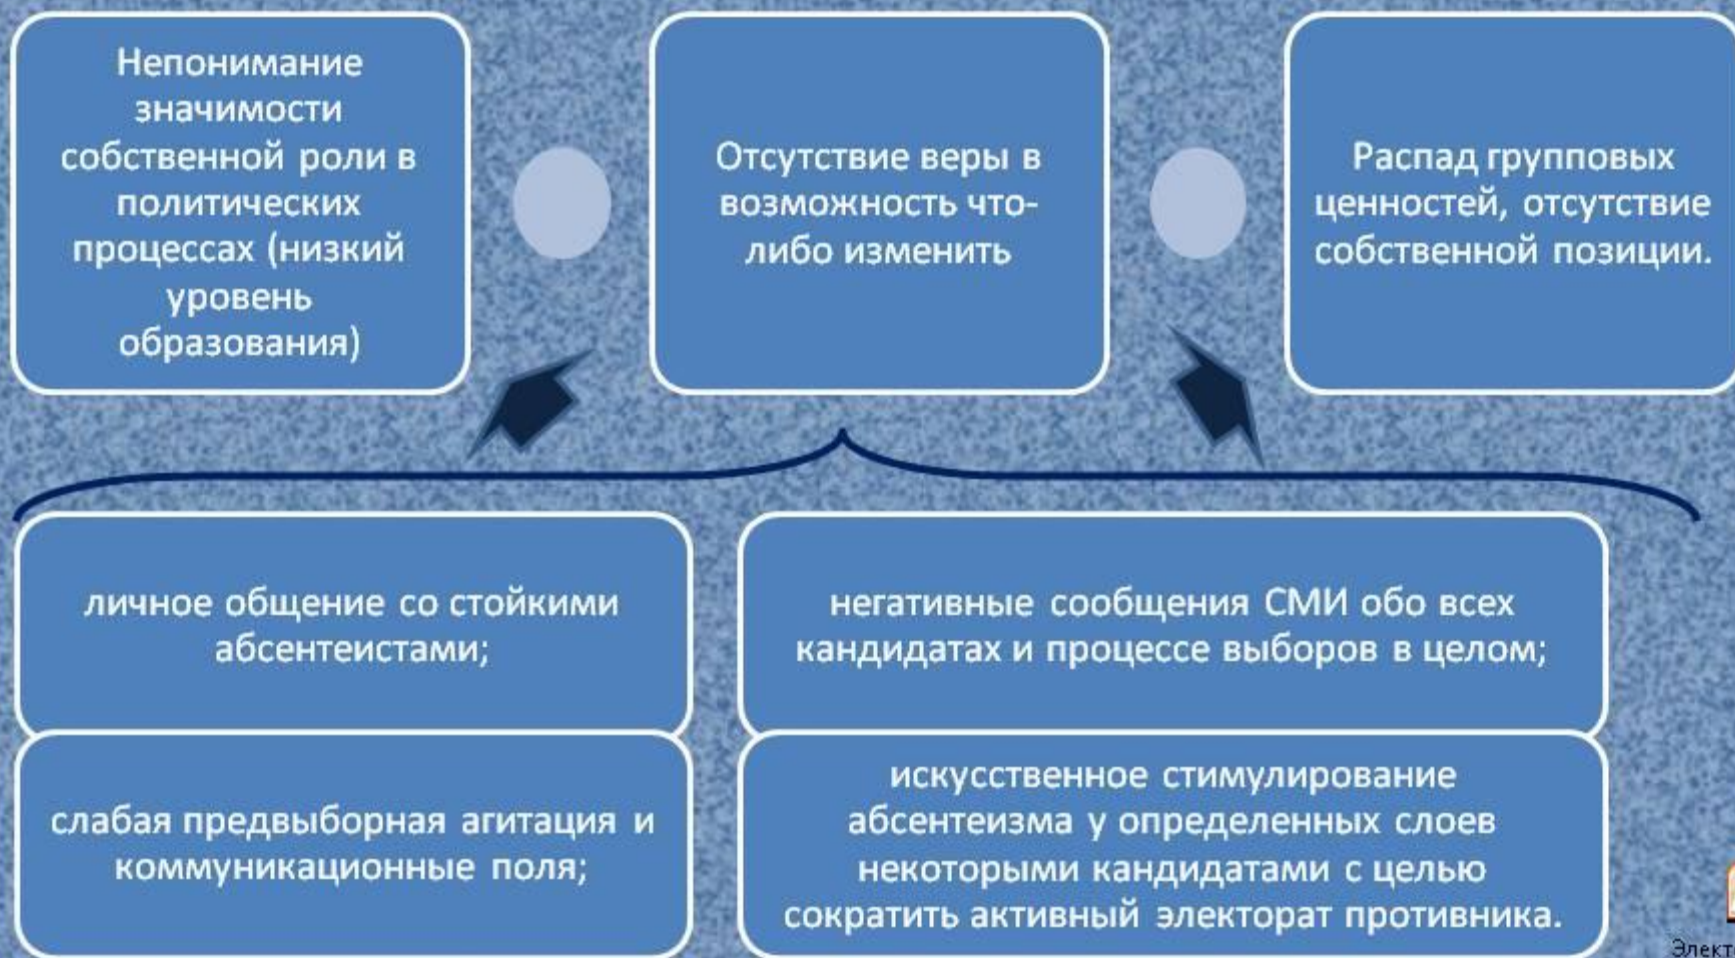 Непонимание
значимости
собственной роли в
политических
процессах (низкий
уровень
образования)
Отсутствие веры в
возможность что-
либо изменить
Распад групповых
ценностей, отсутствие
собственной позиции.
личное общение со стойкими
абсентеистами;
негативные сообщения СМИ обо всех
кандидатах и процессе выборов в целом;
слабая предвыборная агитация и
коммуникационные поля;
искусственное стимулирование
абсентеизма у определенных слоев
некоторыми кандидатами с целью
сократить активный электорат противника.